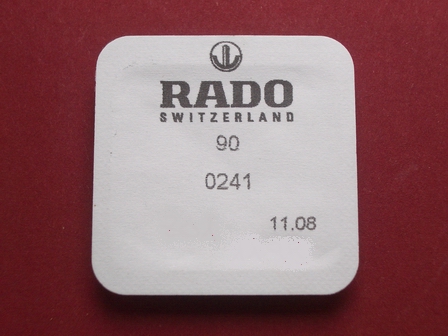 RADO
SWITZERLAND
90
0241
11.08